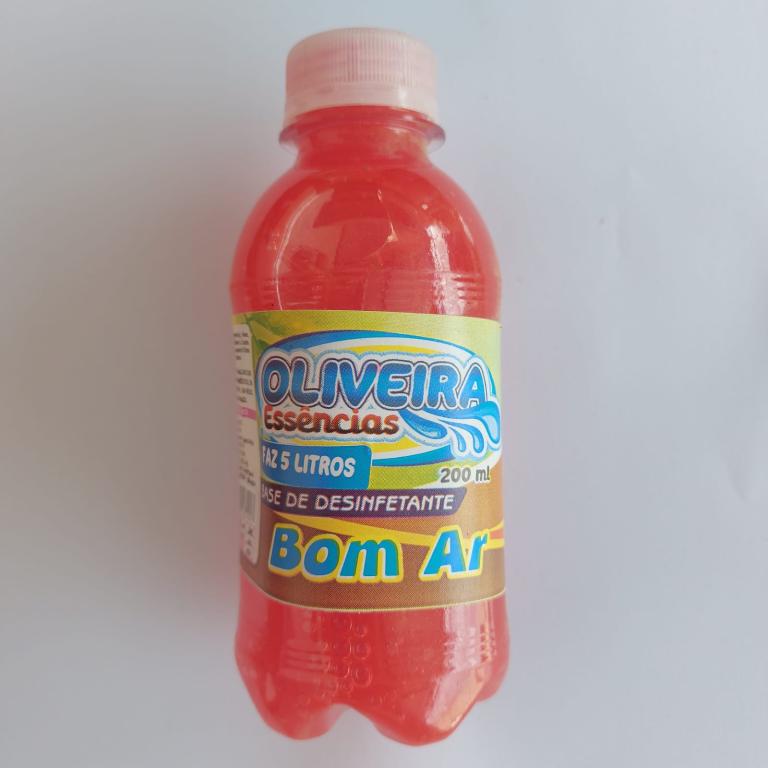 OLIVEIRA
Essências
FAZ 5 LITROS
200 ml
BASE DE DESINFETANTE
Bom Ar